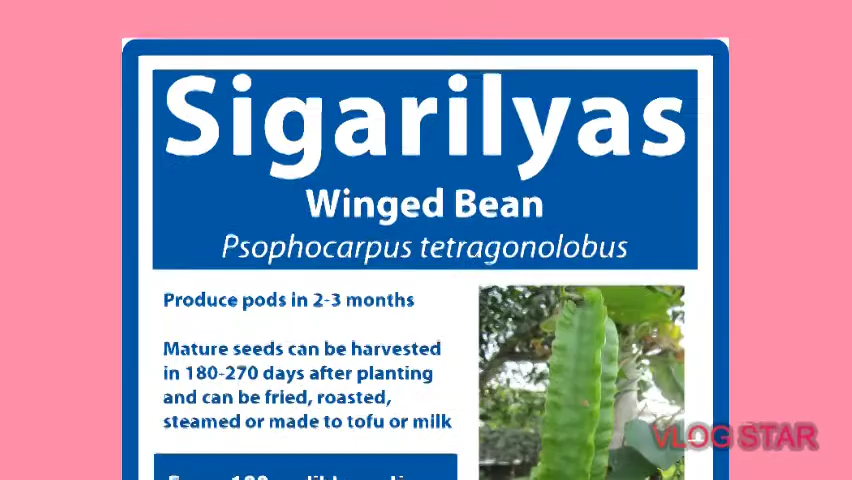 Sigarilyas
Winged Bean
Psophocarpus tetragonolobus
Produce pods in 2-3 months
Mature seeds can be harvested
in 180-270 days after planting
and can be fried, roasted,
steamed or made to tofu or milk
VLOG STAR